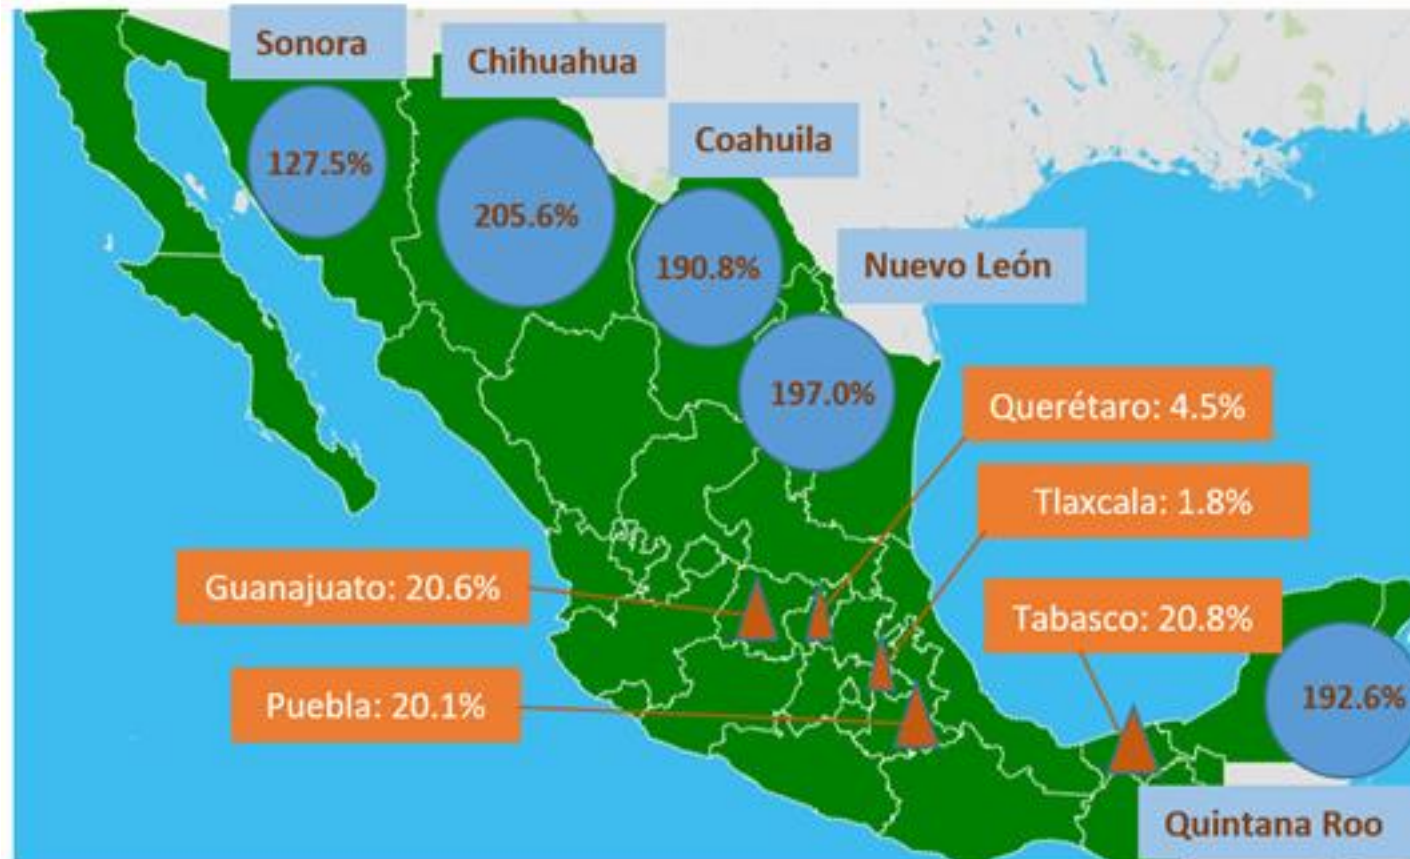 Sonora
127.5%
Chihuahua
205.6%
Coahuila
190.8%
Nuevo León
197.0%
Querétaro: 4.5%
Tlaxcala: 1.8%
Guanajuato: 20.6%
Tabasco: 20.8%
Puebla: 20.1%
192.6%
Quintana Roo